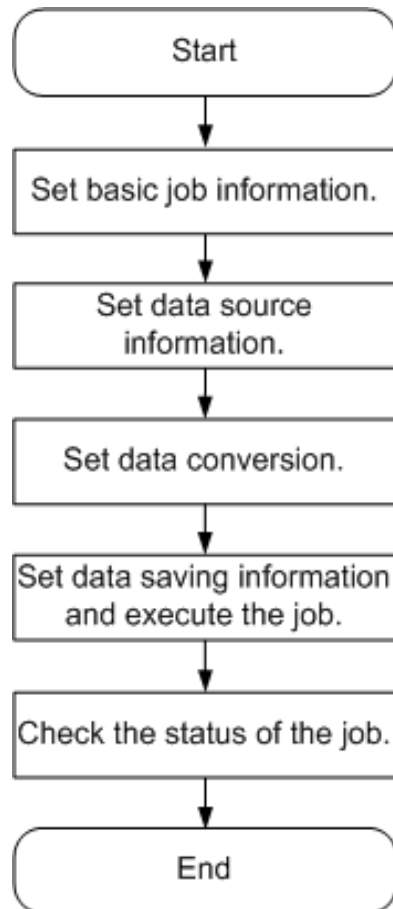 Start
Set basic job information.
Set data source
information.
Set data conversion.
Set data saving information
and execute the job.
Check the status of the job.
End